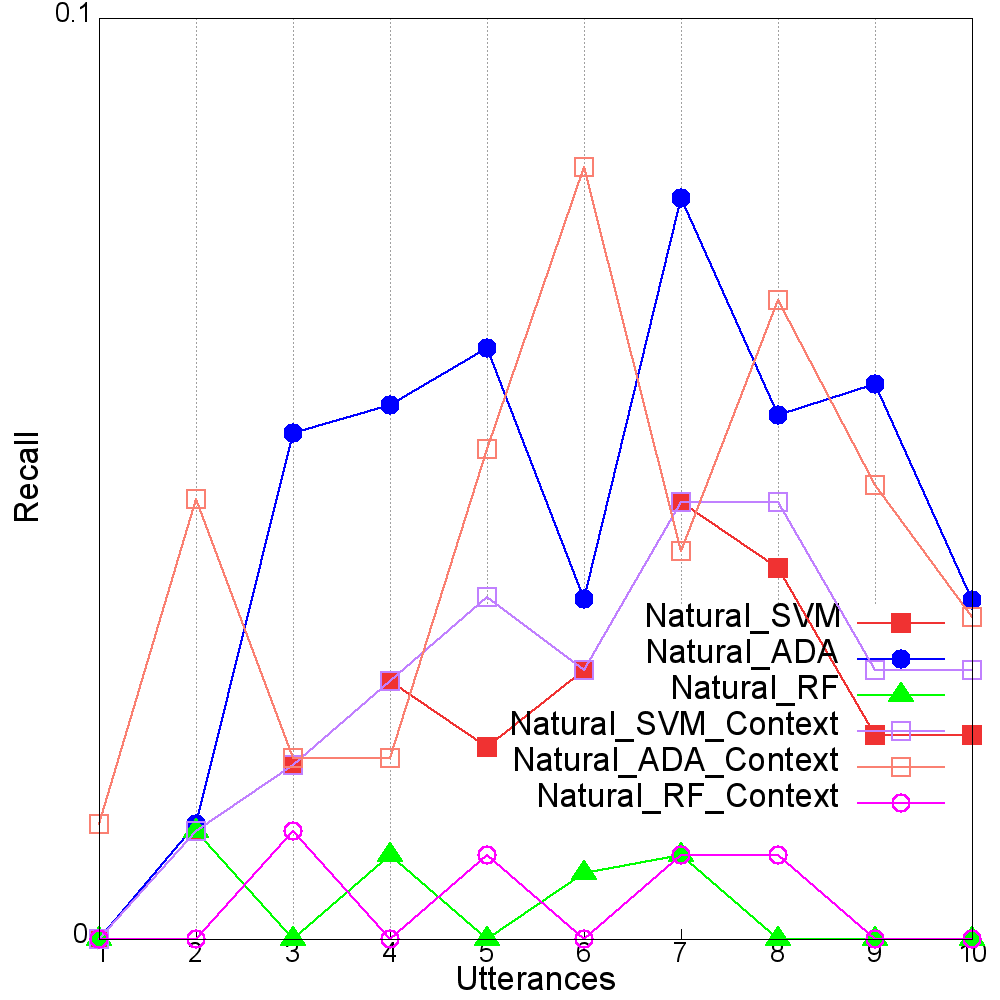 0.1
Recall
Natural_SVM
Natural_ADA
Natural_RF
Natural_SVM_Context
Natural_ADA_Context
Natural_RF_Context
0
1 2 3 4 5 6 7 8 9 10
Utterances